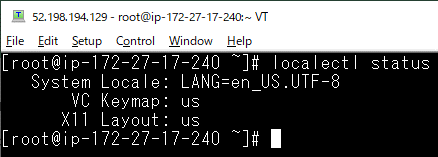 52.198.194.129 - root@ip-172-27-17-240:~ VT
File Edit Setup Control Window Help
[root@ip-172-27-17-240 ~]# localectl status
System Locale: LANG=en_US.UTF-8
VC Keymap: us
X11 Layout: us
[root@ip-172-27-17-240 ~]#